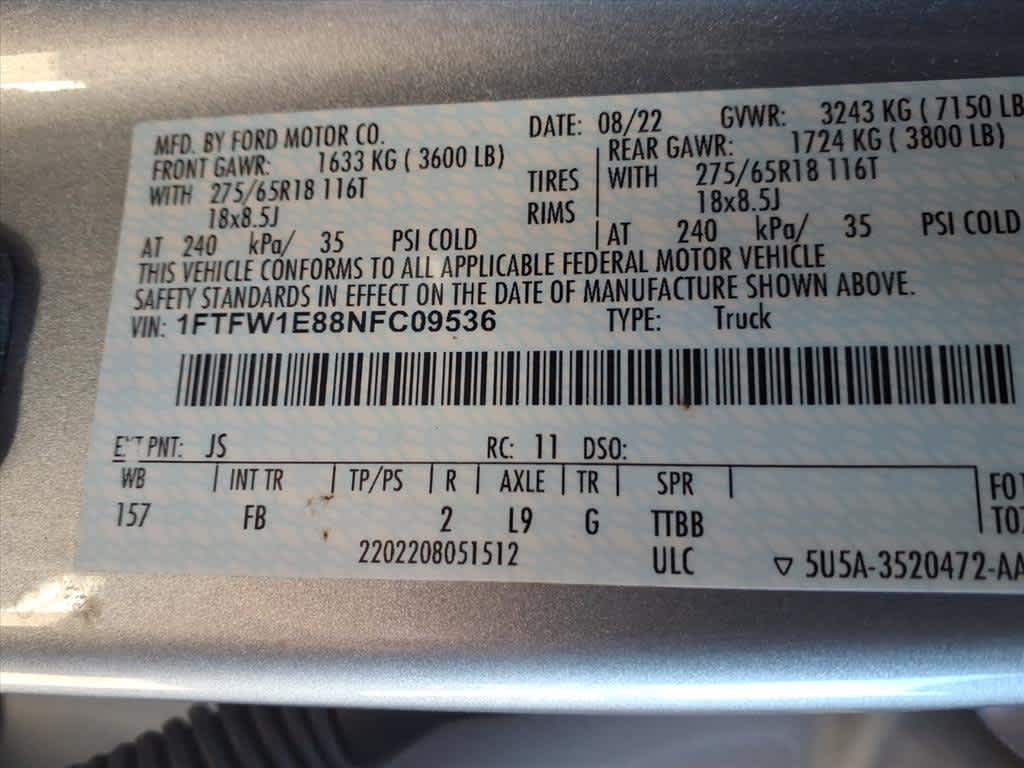 MFD. BY FORD MOTOR CO. DATE: 08/22 GVWR: 3243 KG ( 7150 LB
FRONT GAWR: 1633 KG ( 3600 LB) REAR GAWR: 1724 KG ( 3800 LB)
WITH 275/65R18 116T TIRES WITH 275/65R18 116T
18x8.5J RIMS 18x8.5J
AT 240 kPa/ 35 PSI COLD AT 240 kPa/ 35 PSI COLD
THIS VEHICLE CONFORMS TO ALL APPLICABLE FEDERAL MOTOR VEHICLE
SAFETY STANDARDS IN EFFECT ON THE DATE OF MANUFACTURE SHOWN ABOVE.
VIN: 1FTFW1E88NFC09536 TYPE: Truck
EXT PNT: JS RC: 11 DSO:
WB | INT TR | TP/PS | R | AXLE | TR | SPR | FO
157 FB 2 L9 G TTBB TO
2202208051512 ULC ▽ 5U5A-3520472-AA